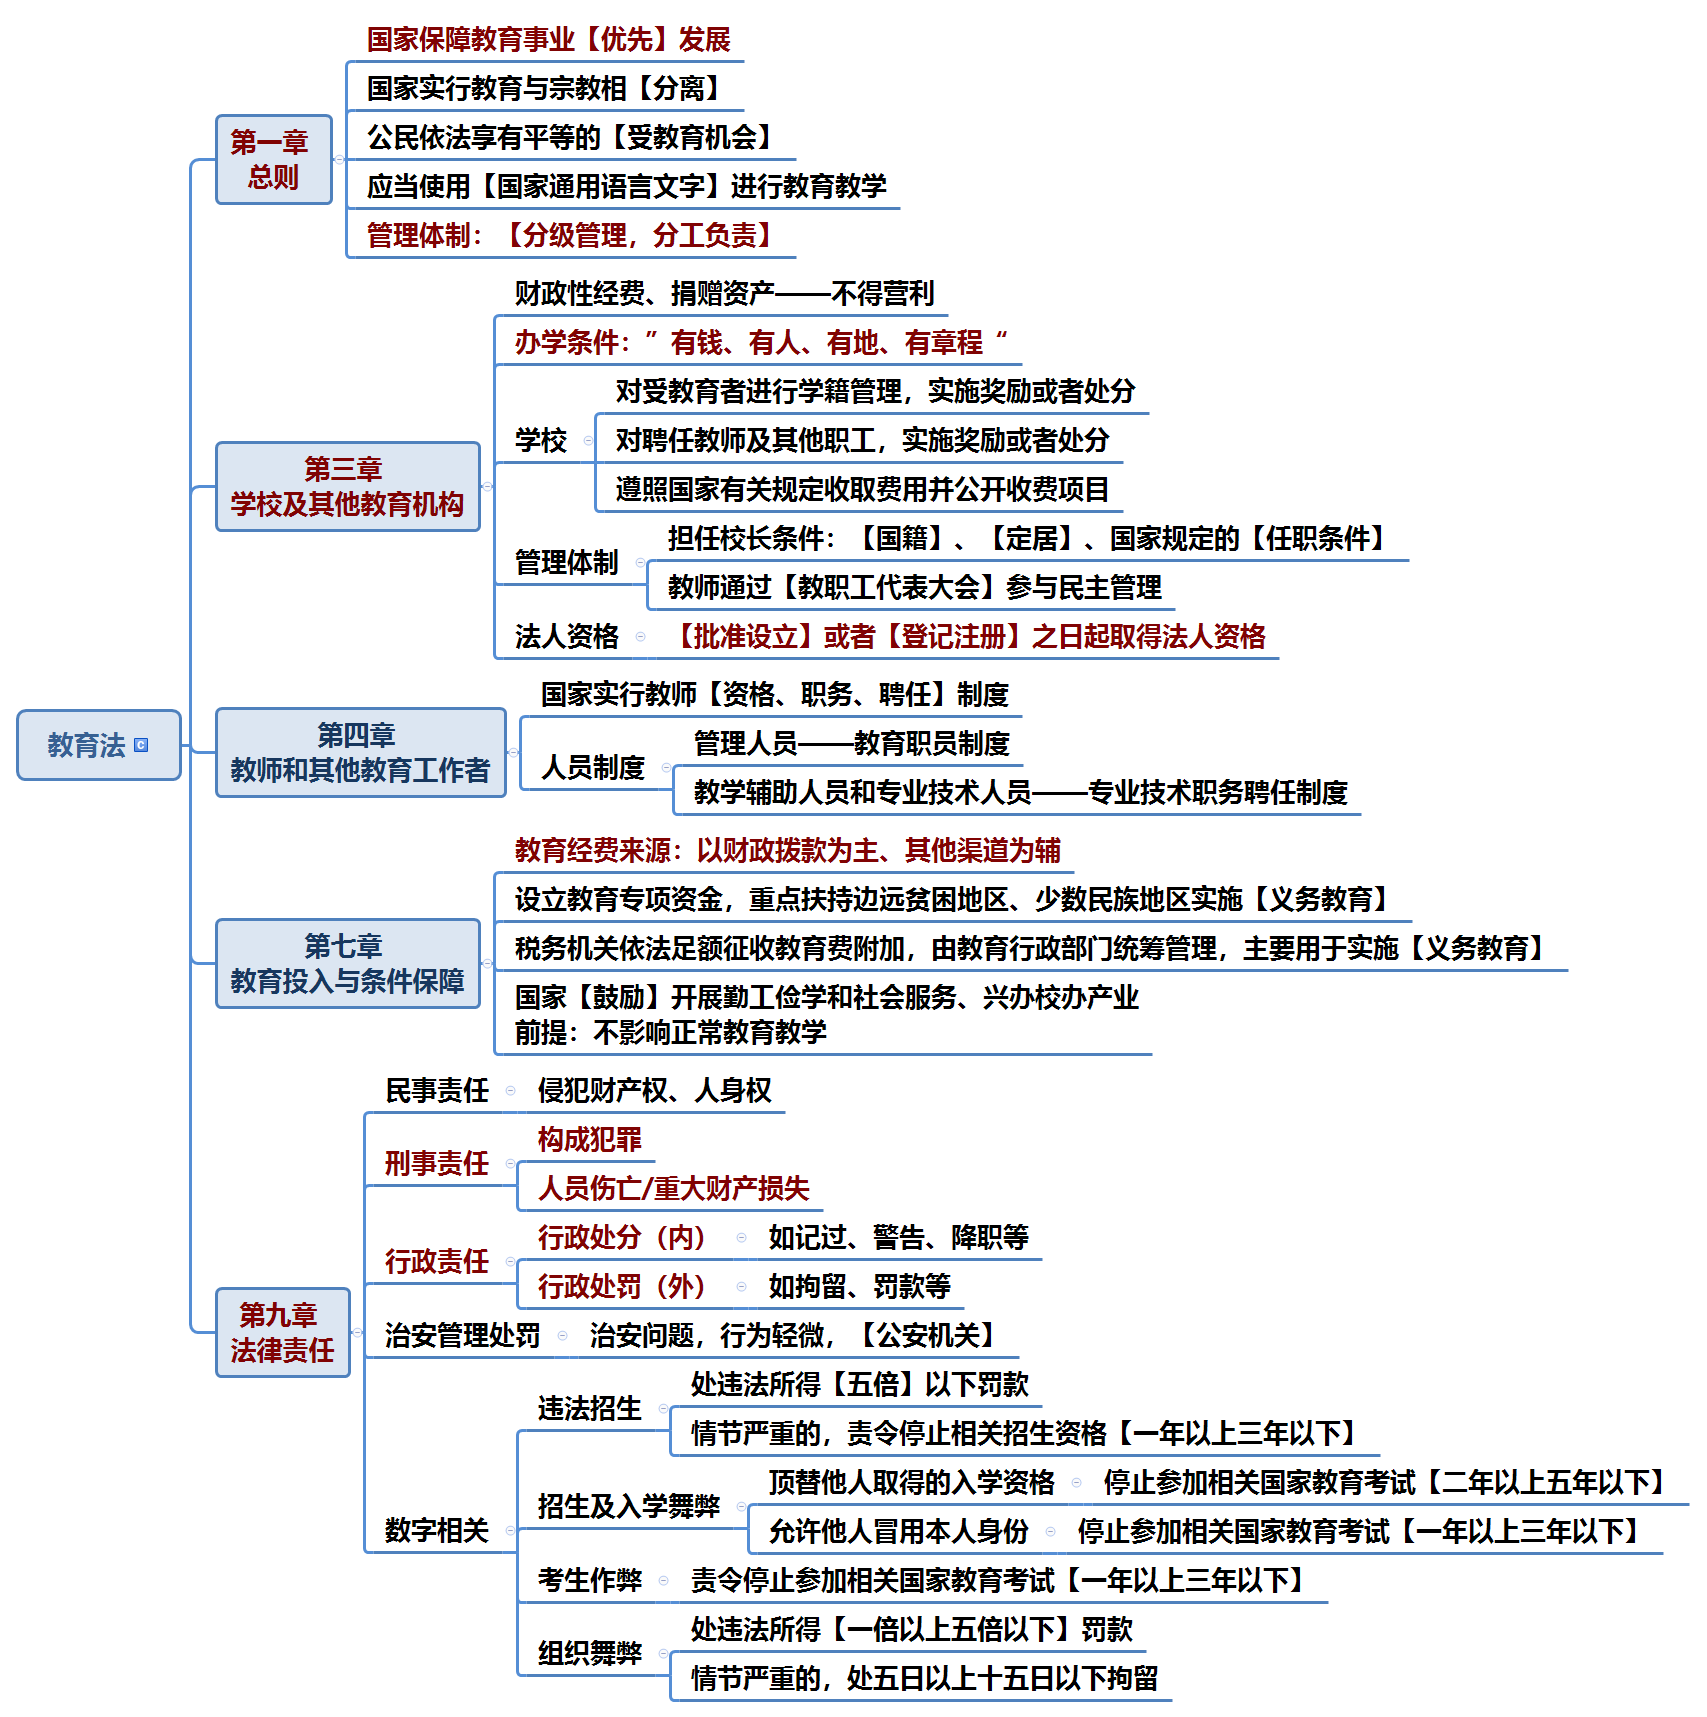 教育法
第一章
总则
国家保障教育事业【优先】发展
国家实行教育与宗教相【分离】
公民依法享有平等的【受教育机会】
应当使用【国家通用语言文字】进行教育教学
管理体制：【分级管理，分工负责】
第三章
学校及其他教育机构
财政性经费、捐赠资产——不得营利
办学条件：”有钱、有人、有地、有章程“
学校
对受教育者进行学籍管理，实施奖励或者处分
对聘任教师及其他职工，实施奖励或者处分
遵照国家有关规定收取费用并公开收费项目
管理体制
担任校长条件：【国籍】、【定居】、国家规定的【任职条件】
教师通过【教职工代表大会】参与民主管理
法人资格
【批准设立】或者【登记注册】之日起取得法人资格
第四章
教师和其他教育工作者
国家实行教师【资格、职务、聘任】制度
人员制度
管理人员——教育职员制度
教学辅助人员和专业技术人员——专业技术职务聘任制度
第七章
教育投入与条件保障
教育经费来源：以财政拨款为主、其他渠道为辅
设立教育专项资金，重点扶持边远贫困地区、少数民族地区实施【义务教育】
税务机关依法足额征收教育费附加，由教育行政部门统筹管理，主要用于实施【义务教育】
国家【鼓励】开展勤工俭学和社会服务、兴办校办产业
前提：不影响正常教育教学
第九章
法律责任
民事责任
侵犯财产权、人身权
刑事责任
构成犯罪
人员伤亡/重大财产损失
行政责任
行政处分（内）
如记过、警告、降职等
行政处罚（外）
如拘留、罚款等
治安管理处罚
治安问题，行为轻微，【公安机关】
数字相关
违法招生
处违法所得【五倍】以下罚款
情节严重的，责令停止相关招生资格【一年以上三年以下】
招生及入学舞弊
顶替他人取得的入学资格
停止参加相关国家教育考试【二年以上五年以下】
允许他人冒用本人身份
停止参加相关国家教育考试【一年以上三年以下】
考生作弊
责令停止参加相关国家教育考试【一年以上三年以下】
组织舞弊
处违法所得【一倍以上五倍以下】罚款
情节严重的，处五日以上十五日以下拘留